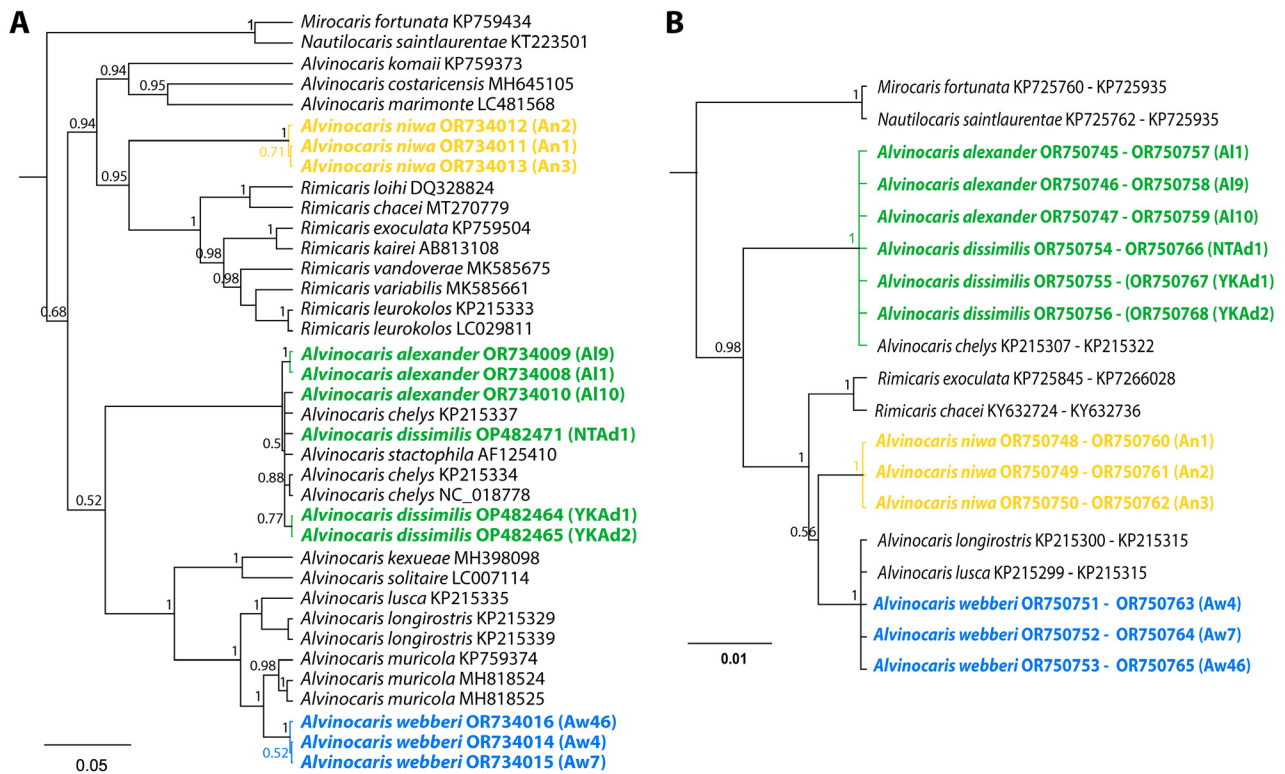 A
Mirocaris fortunata KP759434
1
Nautilocaris saintlaurentae KT223501
Alvinocaris komaii KP759373
0.94
Alvinocaris costaricensis MH645105
0.95
Alvinocaris marimonte LC481568
0.94
Alvinocaris niwa OR734012 (An2)
1
Alvinocaris niwa OR734011 (An1)
0.71
Alvinocaris niwa OR734013 (An3)
0.95
Rimicaris loihi DQ328824
1
Rimicaris chacei MT270779
1
Rimicaris exoculata KP759504
1
Rimicaris kairei AB813108
0.98
Rimicaris vandoverae MK585675
0.98
Rimicaris variabilis MK585661
Rimicaris leurokolos KP215333
1
Rimicaris leurokolos LC029811
0.68
Alvinocaris alexander OR734009 (Al9)
1
Alvinocaris alexander OR734008 (Al1)
Alvinocaris alexander OR734010 (Al10)
Alvinocaris chelys KP215337
Alvinocaris dissimilis OP482471 (NTAd1)
0.5
Alvinocaris stactophila AF125410
Alvinocaris chelys KP215334
0.88
Alvinocaris chelys NC_018778
0.52
Alvinocaris dissimilis OP482464 (YKAd1)
0.77
Alvinocaris dissimilis OP482465 (YKAd2)
Alvinocaris kexueae MH398098
1
Alvinocaris solitaire LC007114
1
Alvinocaris lusca KP215335
1
Alvinocaris longirostris KP215329
Alvinocaris longirostris KP215339
1
Alvinocaris muricola KP759374
0.98
Alvinocaris muricola MH818524
1
Alvinocaris muricola MH818525
1
Alvinocaris webberi OR734016 (Aw46)
1
Alvinocaris webberi OR734014 (Aw4)
0.52
Alvinocaris webberi OR734015 (Aw7)
0.05
B
Mirocaris fortunata KP725760 - KP725935
1
Nautilocaris saintlaurentae KP725762 - KP725935
Alvinocaris alexander OR750745 - OR750757 (Al1)
Alvinocaris alexander OR750746 - OR750758 (Al9)
Alvinocaris alexander OR750747 - OR750759 (Al10)
1
Alvinocaris dissimilis OR750754 - OR750766 (NTAd1)
Alvinocaris dissimilis OR750755 - (OR750767 (YKAd1)
Alvinocaris dissimilis OR750756 - (OR750768 (YKAd2)
Alvinocaris chelys KP215307 - KP215322
0.98
Rimicaris exoculata KP725845 - KP7266028
1
Rimicaris chacei KY632724 - KY632736
Alvinocaris niwa OR750748 - OR750760 (An1)
1
1
Alvinocaris niwa OR750749 - OR750761 (An2)
Alvinocaris niwa OR750750 - OR750762 (An3)
0.56
Alvinocaris longirostris KP215300 - KP215315
Alvinocaris lusca KP215299 - KP215315
1
Alvinocaris webberi OR750751 - OR750763 (Aw4)
Alvinocaris webberi OR750752 - OR750764 (Aw7)
Alvinocaris webberi OR750753 - OR750765 (Aw46)
0.01